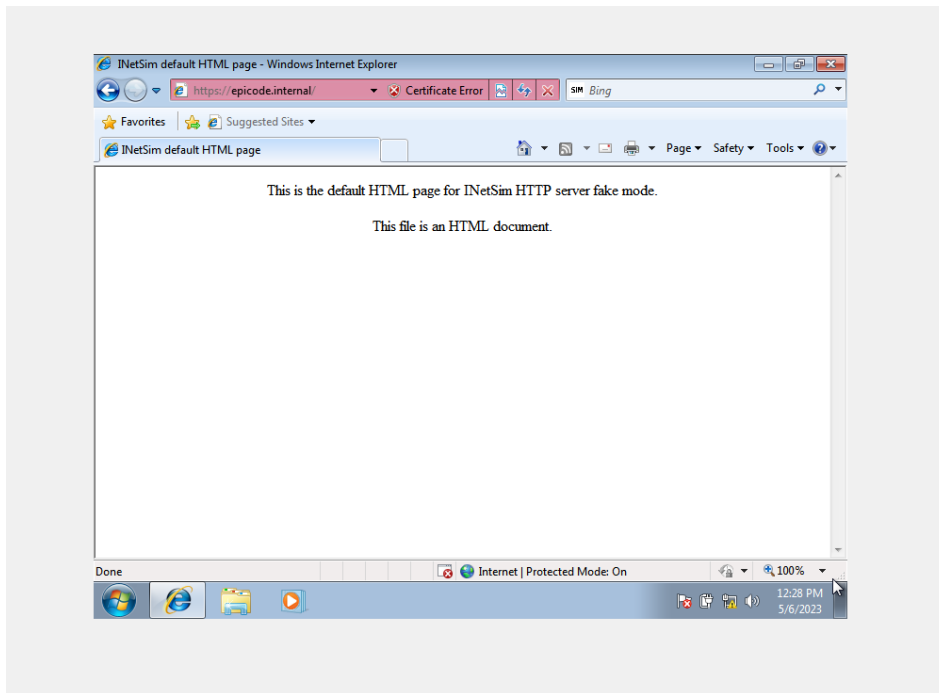 INetSim default HTML page - Windows Internet Explorer
https://epicode.internal/ Certificate Error Bing
Favorites Suggested Sites
INetSim default HTML page Page Safety Tools
This is the default HTML page for INetSim HTTP server fake mode.
This file is an HTML document.
Done Internet | Protected Mode: On 100%
12:28 PM
5/6/2023